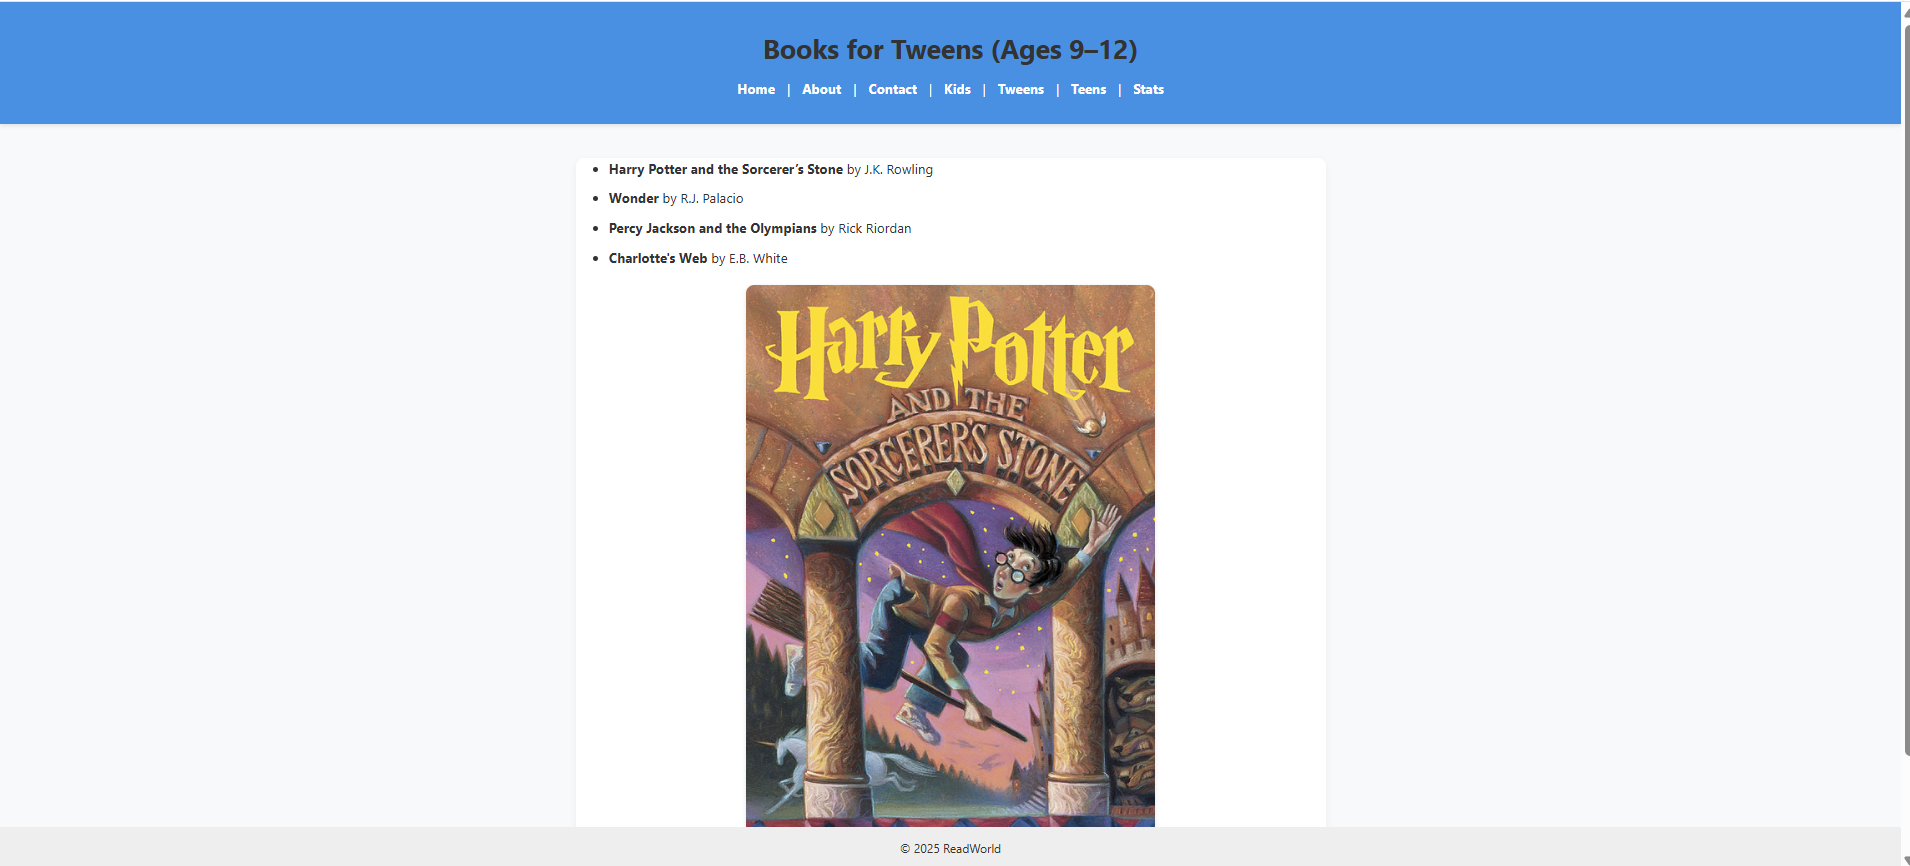 Books for Tweens (Ages 9–12)
Home | About | Contact | Kids | Tweens | Teens | Stats
• Harry Potter and the Sorcerer’s Stone by J.K. Rowling
• Wonder by R.J. Palacio
• Percy Jackson and the Olympians by Rick Riordan
• Charlotte's Web by E.B. White
Harry Potter
AND THE
SORCERER'S STONE
© 2025 ReadWorld